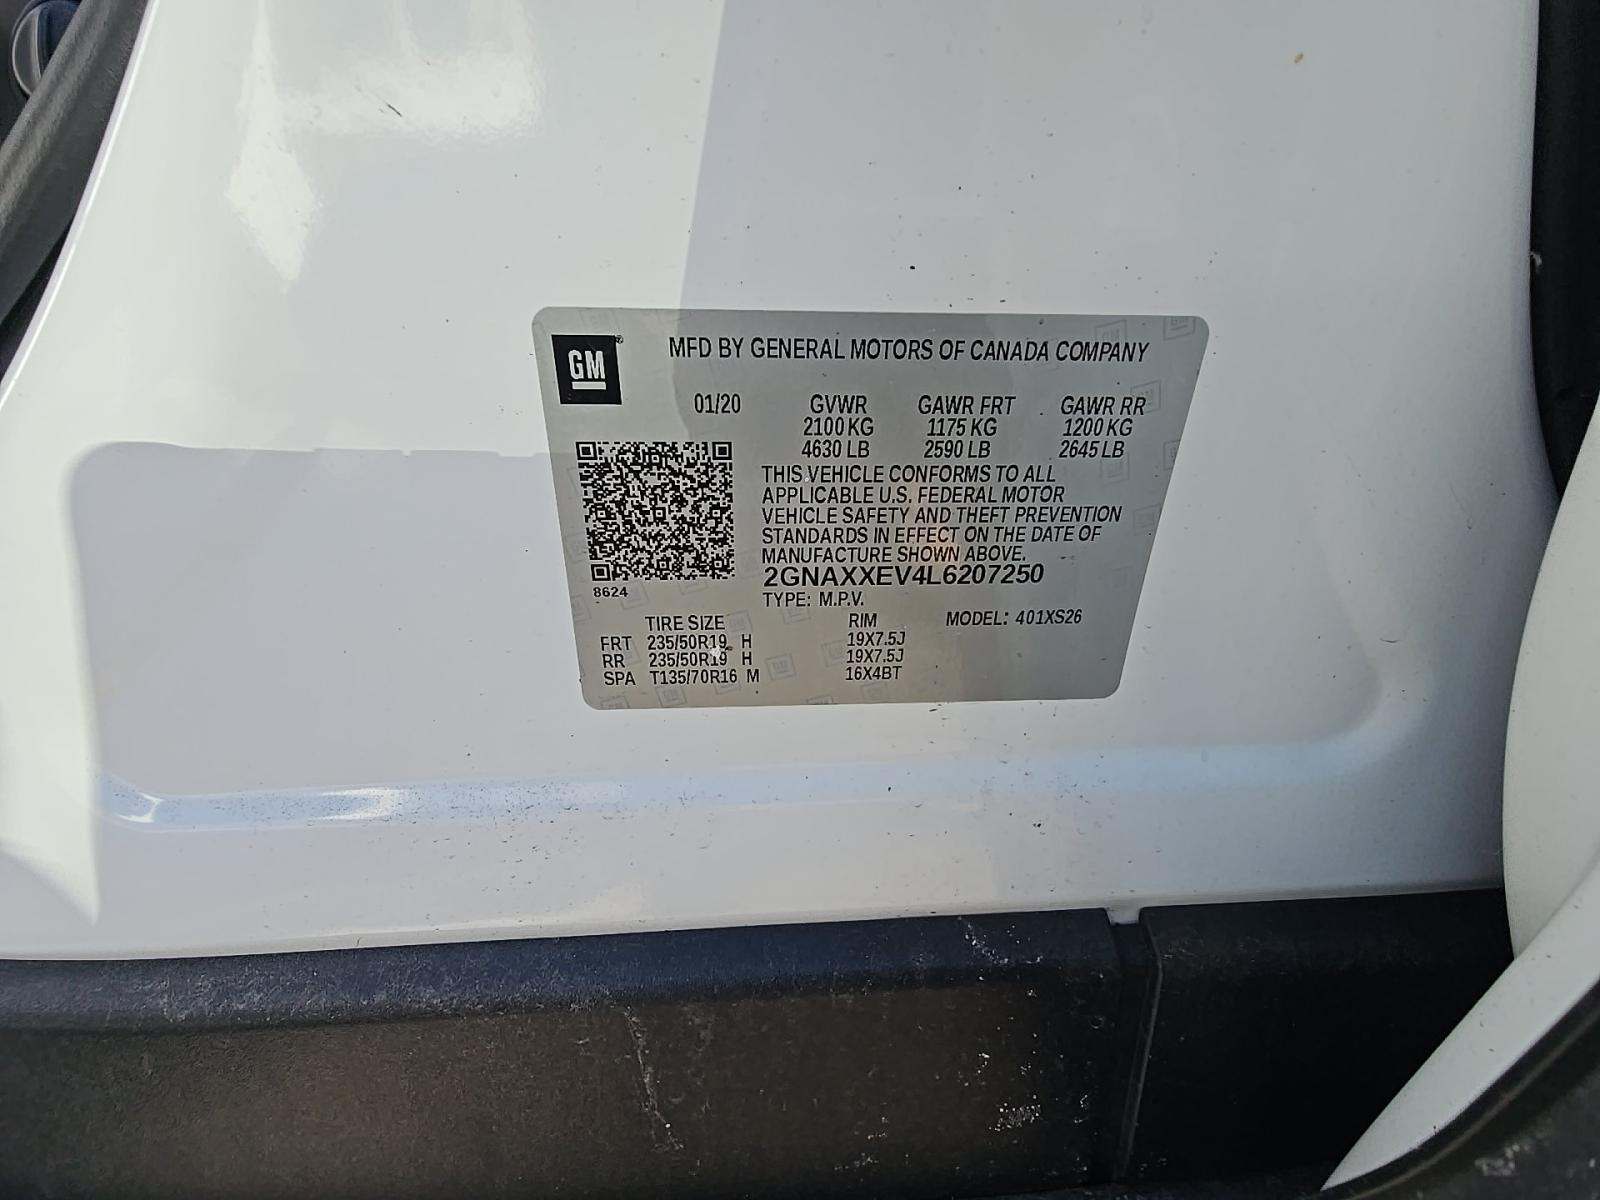 GM®
MFD BY GENERAL MOTORS OF CANADA COMPANY
01/20 GVWR GAWR FRT GAWR RR
2100 KG 1175 KG 1200 KG
4630 LB 2590 LB 2645 LB
THIS VEHICLE CONFORMS TO ALL
APPLICABLE U.S. FEDERAL MOTOR
VEHICLE SAFETY AND THEFT PREVENTION
STANDARDS IN EFFECT ON THE DATE OF
MANUFACTURE SHOWN ABOVE.
2GNAXXEV4L6207250
8624
TYPE: M.P.V.
TIRE SIZE RIM MODEL: 401XS26
FRT 235/50R19 H 19X7.5J
RR 235/50R19 H 19X7.5J
SPA T135/70R16 M 16X4BT